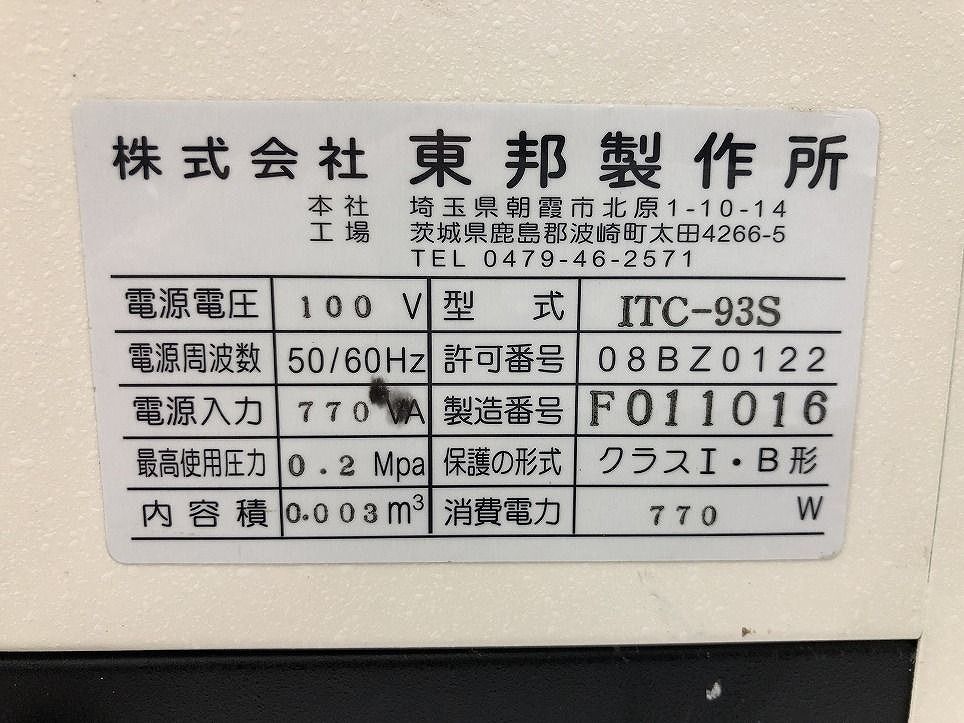 株式会社 東邦製作所
本社 埼玉県朝霞市北原1-10-14
工場 茨城県鹿島郡波崎町太田4266-5
TEL 0479-46-2571
電源電圧 100 V 型式 ITC-93S
電源周波数 50/60Hz 許可番号 08BZ0122
電源入力 770 VA 製造番号 F011016
最高使用圧力 0.2 Mpa 保護の形式 クラスI・B形
内容積 0.003 m³ 消費電力 770 W